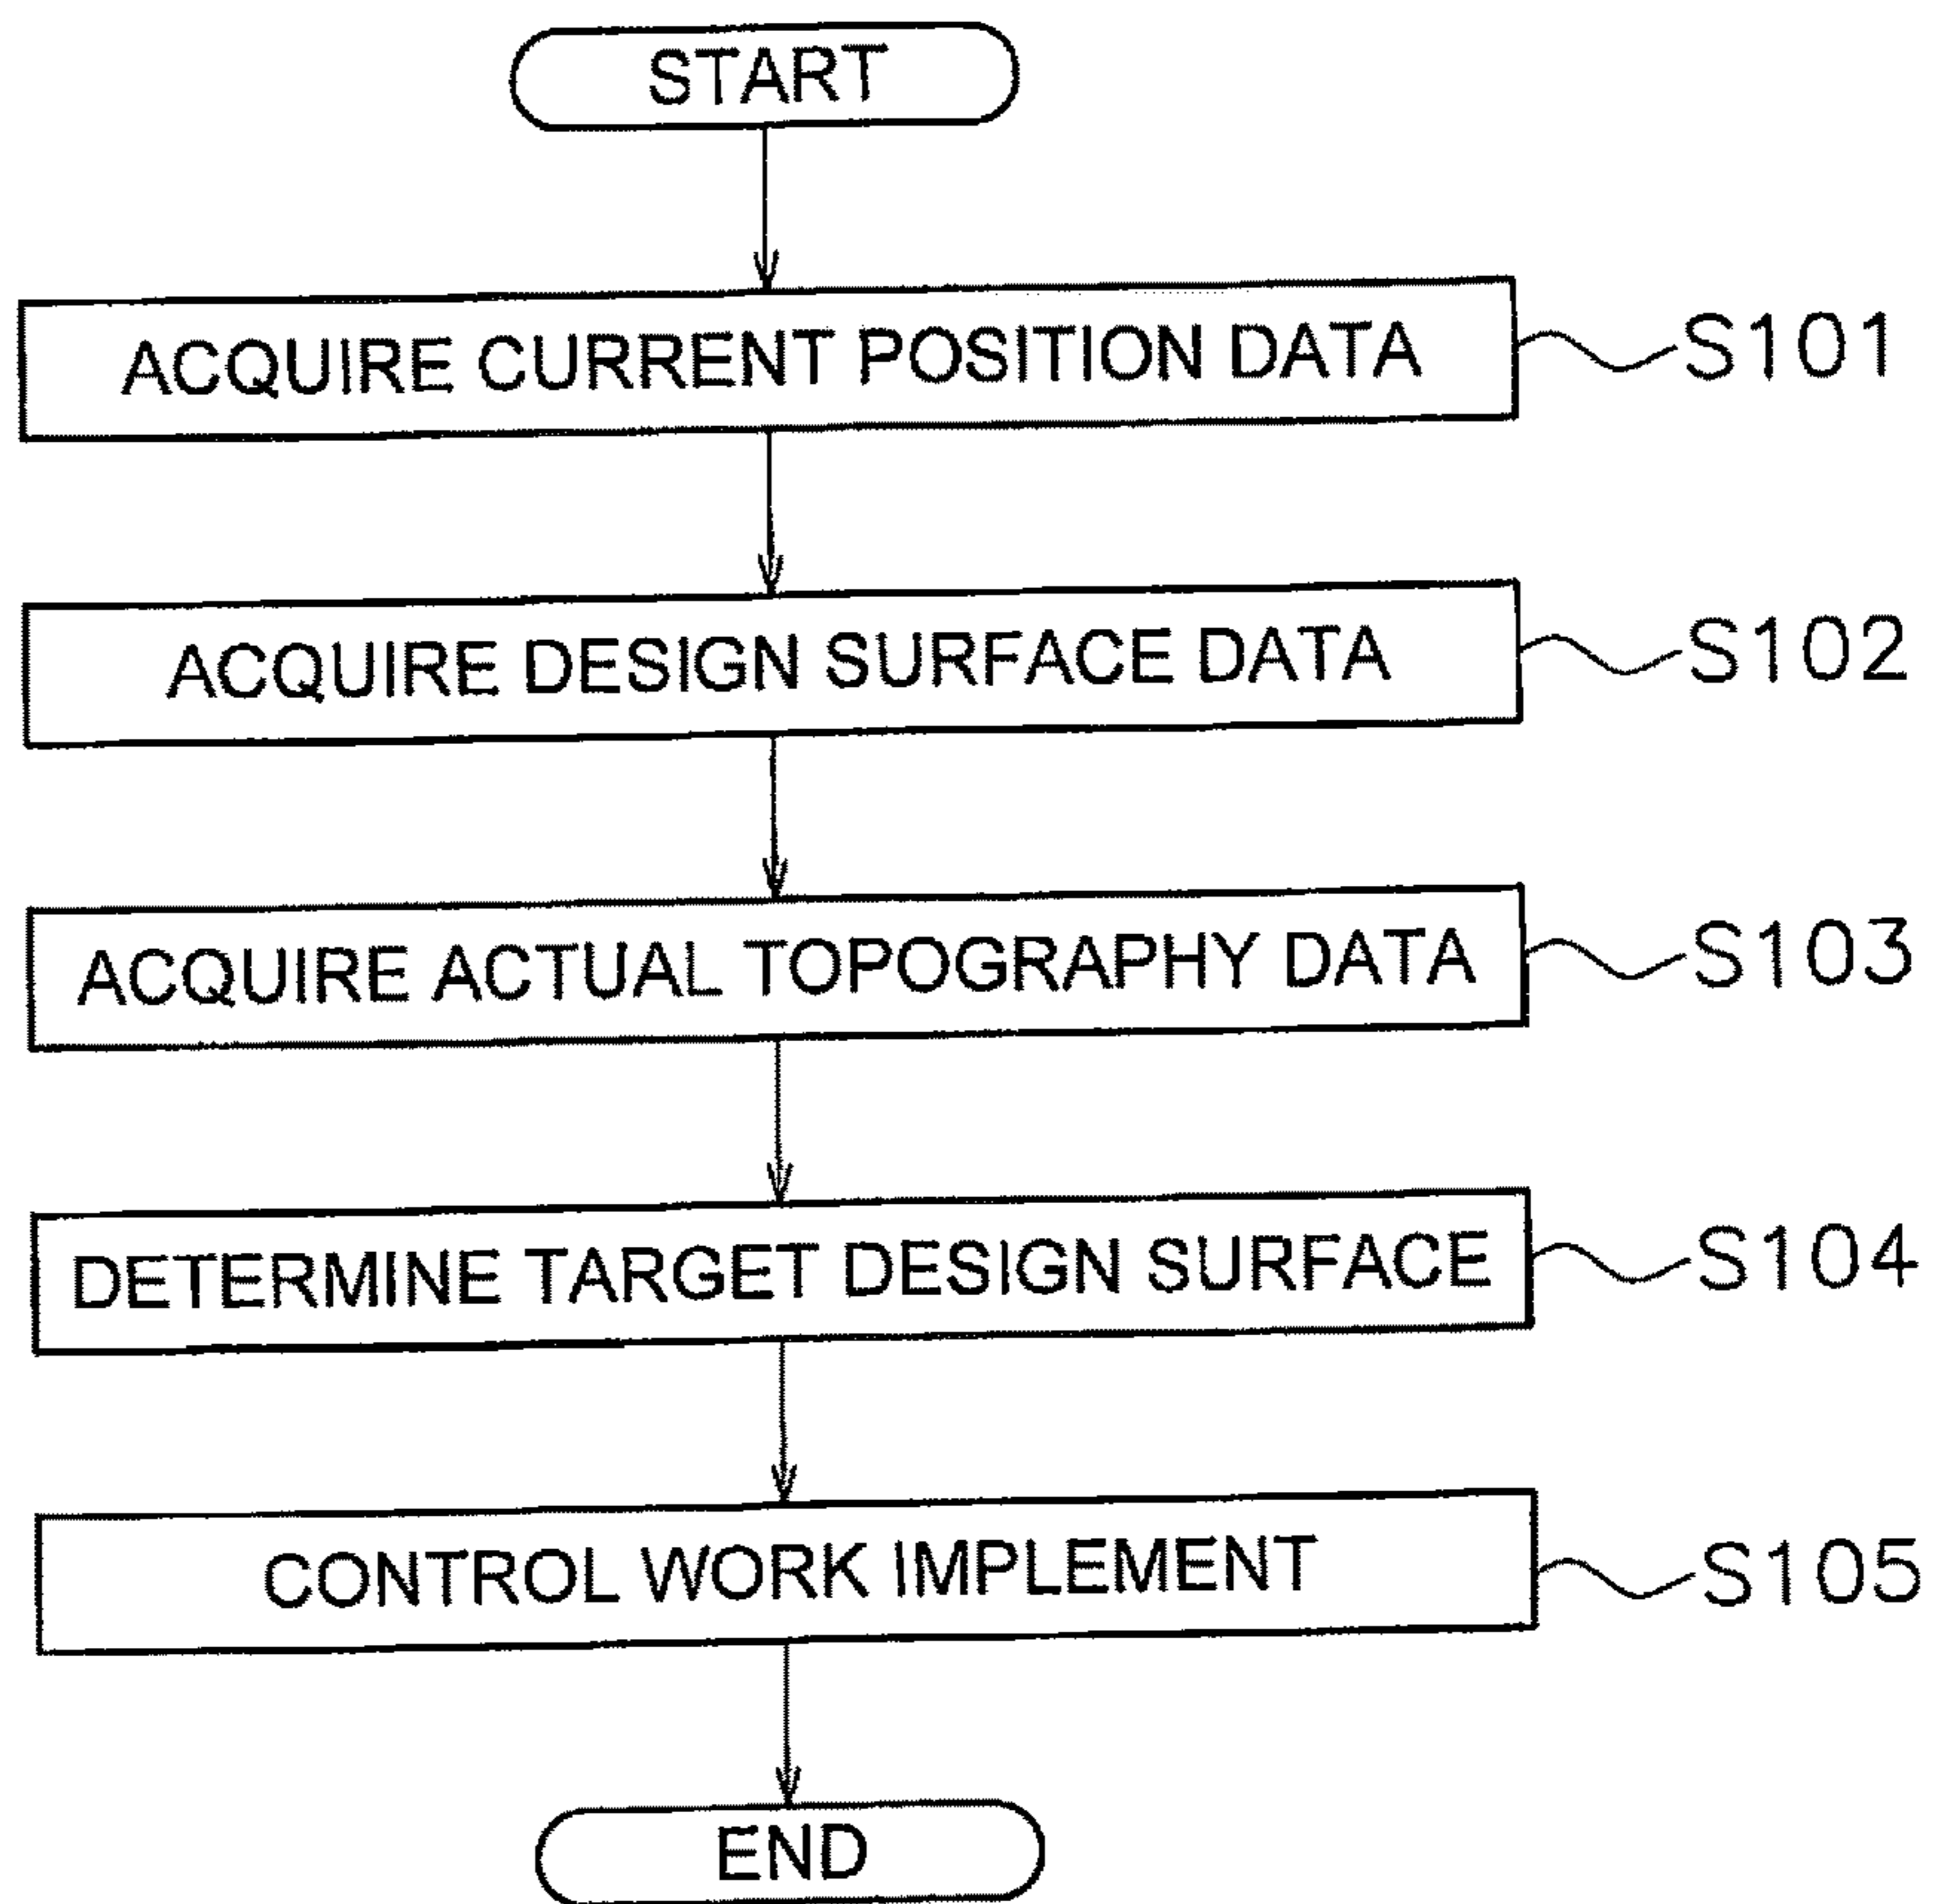 START
ACQUIRE CURRENT POSITION DATA S101
ACQUIRE DESIGN SURFACE DATA S102
ACQUIRE ACTUAL TOPOGRAPHY DATA S103
DETERMINE TARGET DESIGN SURFACE S104
CONTROL WORK IMPLEMENT S105
END